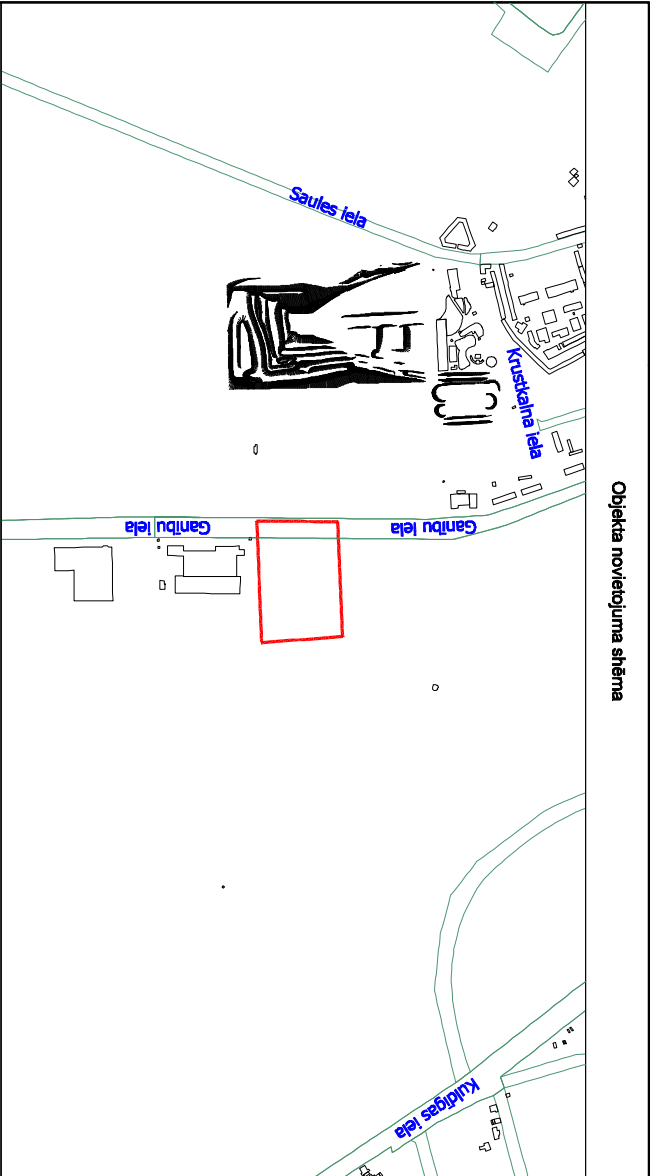 Objekta novietojuma shēma
Saules iela
Krustkalna iela
Ganību iela
Ganību iela
Kuldīgas iela